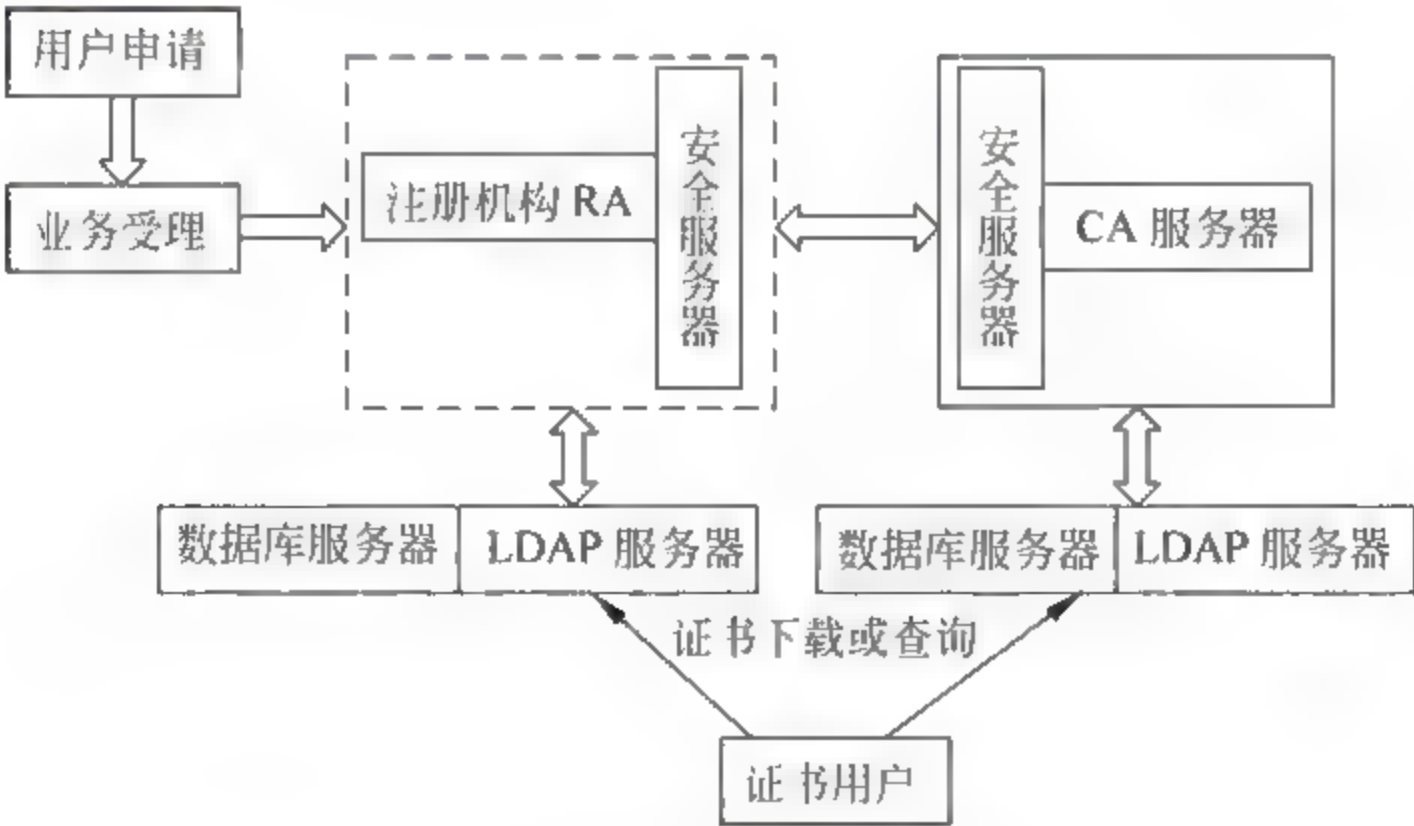 用户申请
业务受理
注册机构 RA
安全服务器
安全服务器
CA 服务器
数据库服务器
LDAP 服务器
数据库服务器
LDAP 服务器
证书下载或查询
证书用户